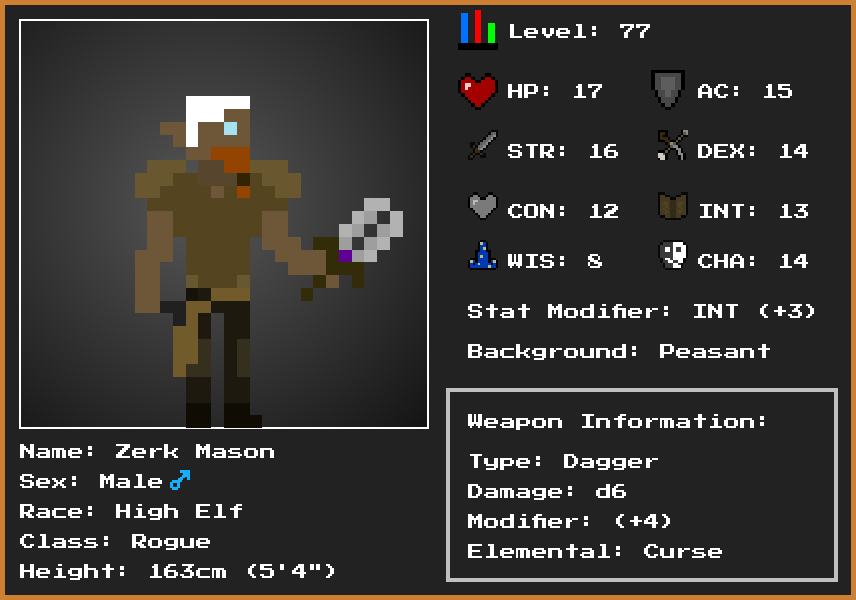 Level: 77
HP: 17 AC: 15
STR: 16 DEX: 14
CON: 12 INT: 13
WIS: 8 CHA: 14
Stat Modifier: INT (+3)
Background: Peasant
Weapon Information:
Type: Dagger
Damage: d6
Modifier: (+4)
Elemental: Curse
Name: Zerk Mason
Sex: Male♂
Race: High Elf
Class: Rogue
Height: 163cm (5'4")